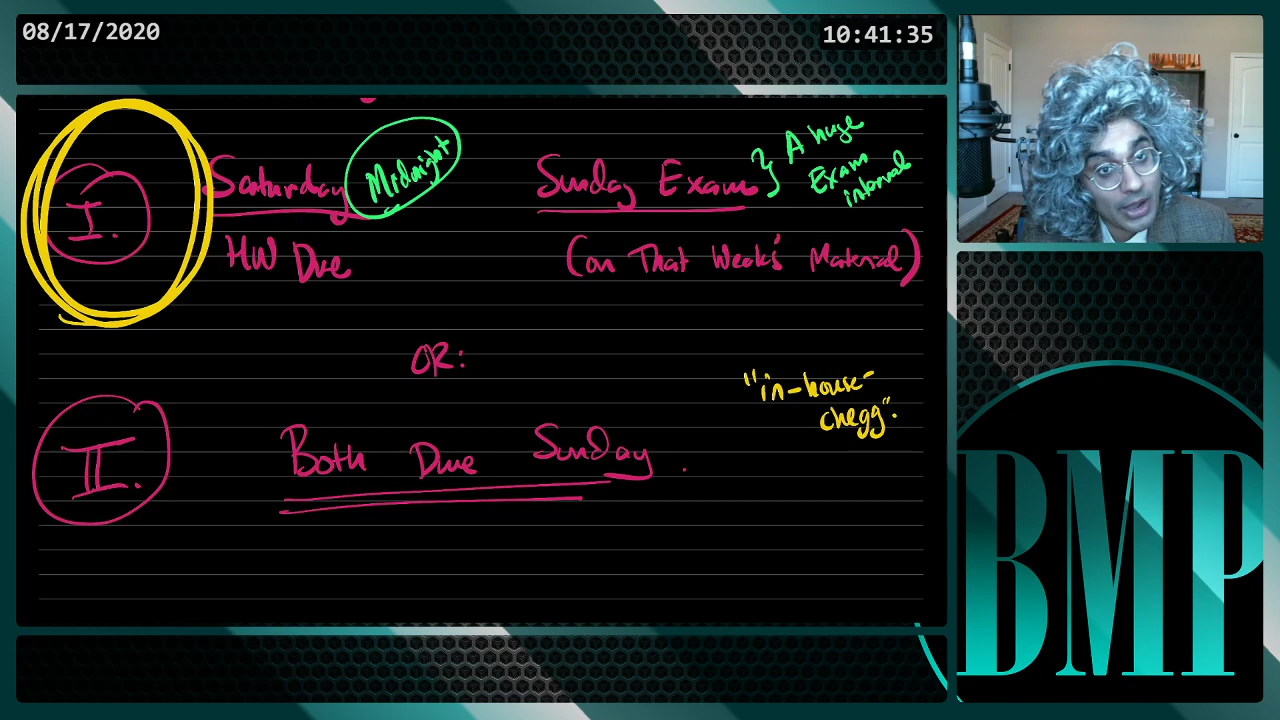 08/17/2020
10:41:35
I.
Saturday Midnight
Sunday Exam } A huge
Exam
interval
HW Due
(on That Week's Material)
OR:
"in-house-
chegg".
II.
Both Due Sunday.
BMP